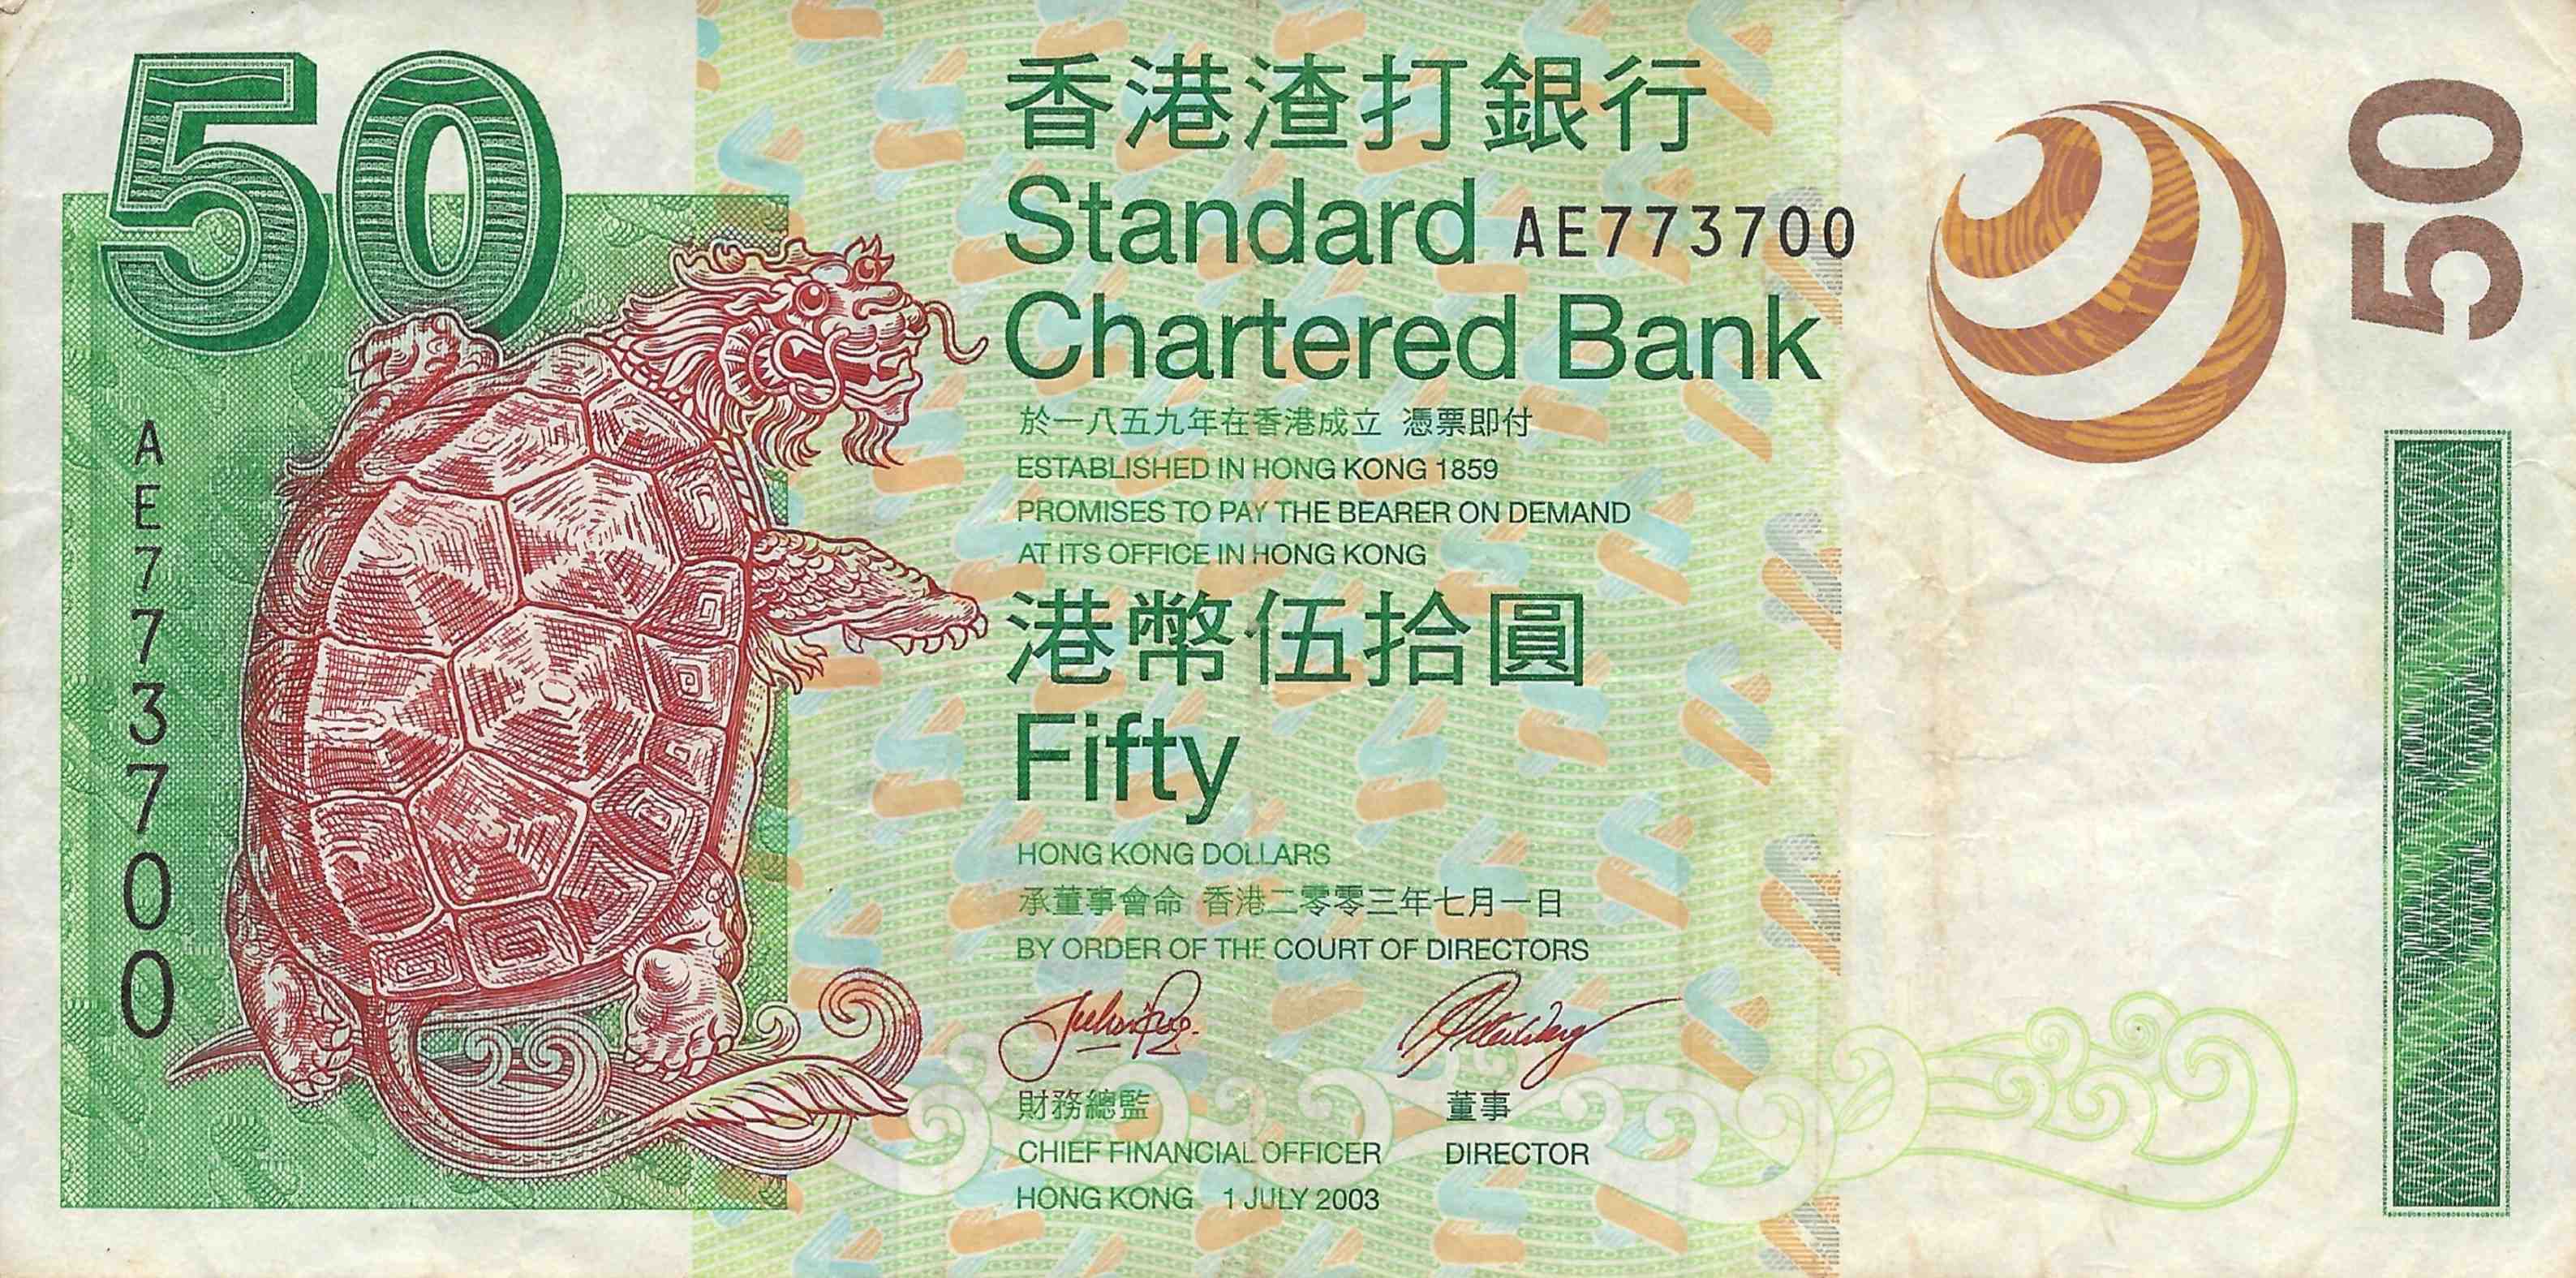 50
香港渣打銀行
Standard AE773700
Chartered Bank
50
於一八五九年在香港成立 憑票即付
ESTABLISHED IN HONG KONG 1859
PROMISES TO PAY THE BEARER ON DEMAND
AT ITS OFFICE IN HONG KONG
AE773700
港幣伍拾圓
Fifty
HONG KONG DOLLARS
承董事會命 香港二零零三年七月一日
BY ORDER OF THE COURT OF DIRECTORS
財務總監 董事
CHIEF FINANCIAL OFFICER DIRECTOR
HONG KONG 1 JULY 2003